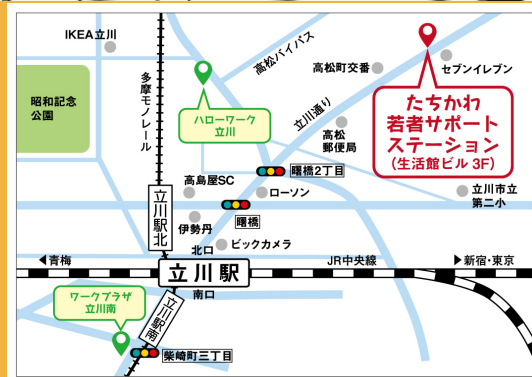 IKEA立川
高松バイパス
高松町交番
セブンイレブン
昭和記念
公園
多摩モノレール
ハローワーク
立川
立川通り
高松
郵便局
たちかわ
若者サポート
ステーション
(生活館ビル 3F)
曙橋2丁目
高島屋SC
ローソン
立川市立
第二小
立川駅北
伊勢丹
曙橋
北口
ビックカメラ
青梅
立川駅
JR中央線
新宿・東京
南口
ワークプラザ
立川南
立川駅南
柴崎町三丁目